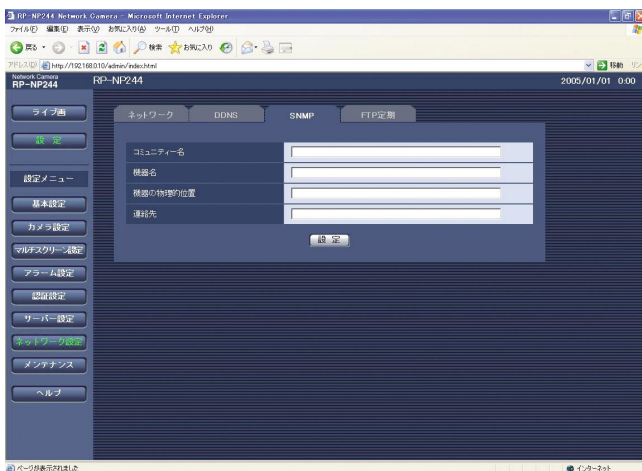 RP-NP244 Network Camera - Microsoft Internet Explorer
ファイル(F) 編集(E) 表示(V) お気に入り(A) ツール(T) ヘルプ(H)
戻る 検索 お気に入り
アドレス(D) http://192.168.0.10/admin/index.html 移動 リンク
Network Camera
RP-NP244
RP-NP244
2005/01/01 0:00
ライブ画
設 定
設定メニュー
基本設定
カメラ設定
マルチスクリーン設定
アラーム設定
認証設定
サーバー設定
ネットワーク設定
メンテナンス
ヘルプ
ネットワーク DDNS SNMP FTP定期
コミュニティー名
機器名
機器の物理的位置
連絡先
設 定
ページが表示されました インターネット